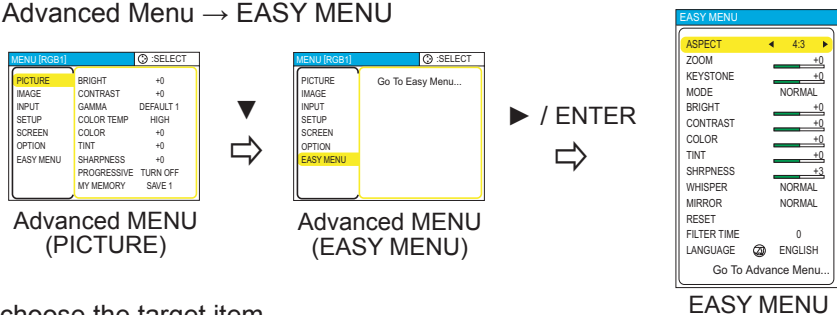 Advanced Menu → EASY MENU
MENU [RGB1] :SELECT
PICTURE BRIGHT +0
IMAGE CONTRAST +0
INPUT GAMMA DEFAULT 1
SETUP COLOR TEMP HIGH
SCREEN COLOR +0
OPTION TINT +0
EASY MENU SHARPNESS +0
PROGRESSIVE TURN OFF
MY MEMORY SAVE 1
Advanced MENU
(PICTURE)
▼
MENU [RGB1] :SELECT
PICTURE Go To Easy Menu...
IMAGE
INPUT
SETUP
SCREEN
OPTION
EASY MENU
Advanced MENU
(EASY MENU)
► / ENTER
EASY MENU
ASPECT 4:3
ZOOM +0
KEYSTONE +0
MODE NORMAL
BRIGHT +0
CONTRAST +0
COLOR +0
TINT +0
SHRPNESS +3
WHISPER NORMAL
MIRROR NORMAL
RESET
FILTER TIME 0
LANGUAGE ENGLISH
Go To Advance Menu...
EASY MENU
choose the target item